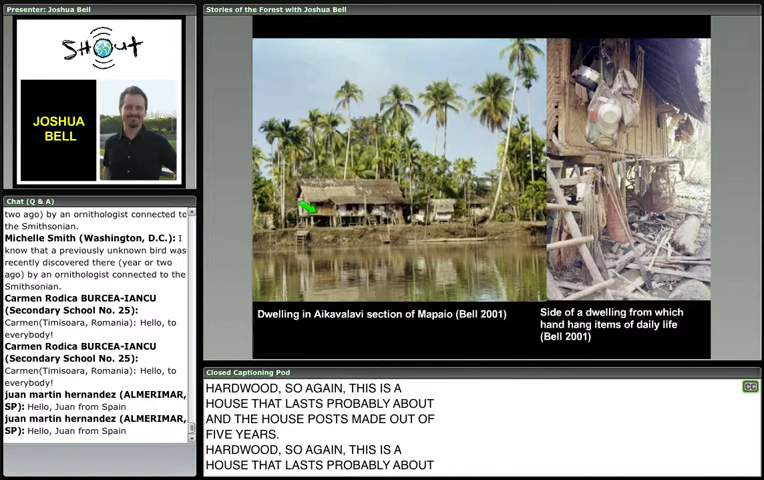 Presenter: Joshua Bell
SHOUT
JOSHUA
BELL
Chat (Q & A)
two ago) by an ornithologist connected to
the Smithsonian.
Michelle Smith (Washington, D.C.): I
know that a previously unknown bird was
recently discovered there (year or two
ago) by an ornithologist connected to the
Smithsonian.
Carmen Rodica BURCEA-IANCU
(Secondary School No. 25):
Carmen(Timisoara, Romania): Hello, to
everybody!
Carmen Rodica BURCEA-IANCU
(Secondary School No. 25):
Carmen(Timisoara, Romania): Hello, to
everybody!
juan martin hernandez (ALMERIMAR,
SP): Hello, Juan from Spain
juan martin hernandez (ALMERIMAR,
SP): Hello, Juan from Spain
Stories of the Forest with Joshua Bell
Dwelling in Aikavalavi section of Mapaio (Bell 2001)
Side of a dwelling from which
hand hang items of daily life
(Bell 2001)
Closed Captioning Pod
CC
HARDWOOD, SO AGAIN, THIS IS A
HOUSE THAT LASTS PROBABLY ABOUT
AND THE HOUSE POSTS MADE OUT OF
FIVE YEARS.
HARDWOOD, SO AGAIN, THIS IS A
HOUSE THAT LASTS PROBABLY ABOUT